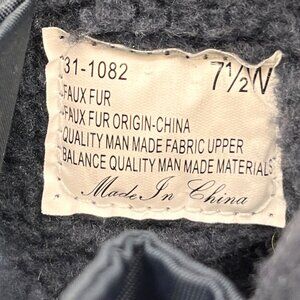 31-1082 7½W
FAUX FUR
FAUX FUR ORIGIN-CHINA
QUALITY MAN MADE FABRIC UPPER
BALANCE QUALITY MAN MADE MATERIALS
Made In China